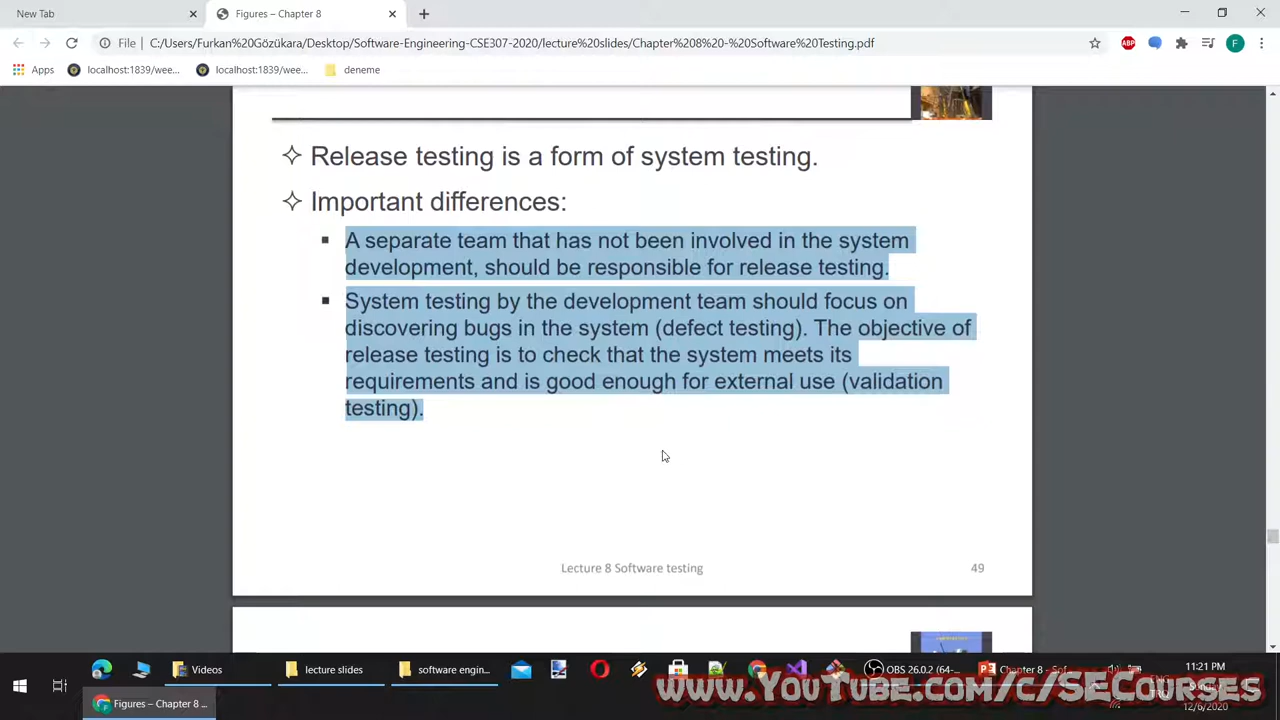 New Tab
Figures – Chapter 8
File
C:/Users/Furkan%20Gözükara/Desktop/Software-Engineering-CSE307-2020/lecture%20slides/Chapter%208%20-%20Software%20Testing.pdf
ABP
F
Apps
localhost:1839/wee...
localhost:1839/wee...
deneme
Release testing is a form of system testing.
Important differences:
A separate team that has not been involved in the system
development, should be responsible for release testing.
System testing by the development team should focus on
discovering bugs in the system (defect testing). The objective of
release testing is to check that the system meets its
requirements and is good enough for external use (validation
testing).
Lecture 8 Software testing
49
Videos
lecture slides
software engin...
OBS 26.0.2 (64-...
Chapter 8 - Sof...
11:21 PM
Figures – Chapter 8 ...
www.YouTube.com/c/SECourses
12/6/2020